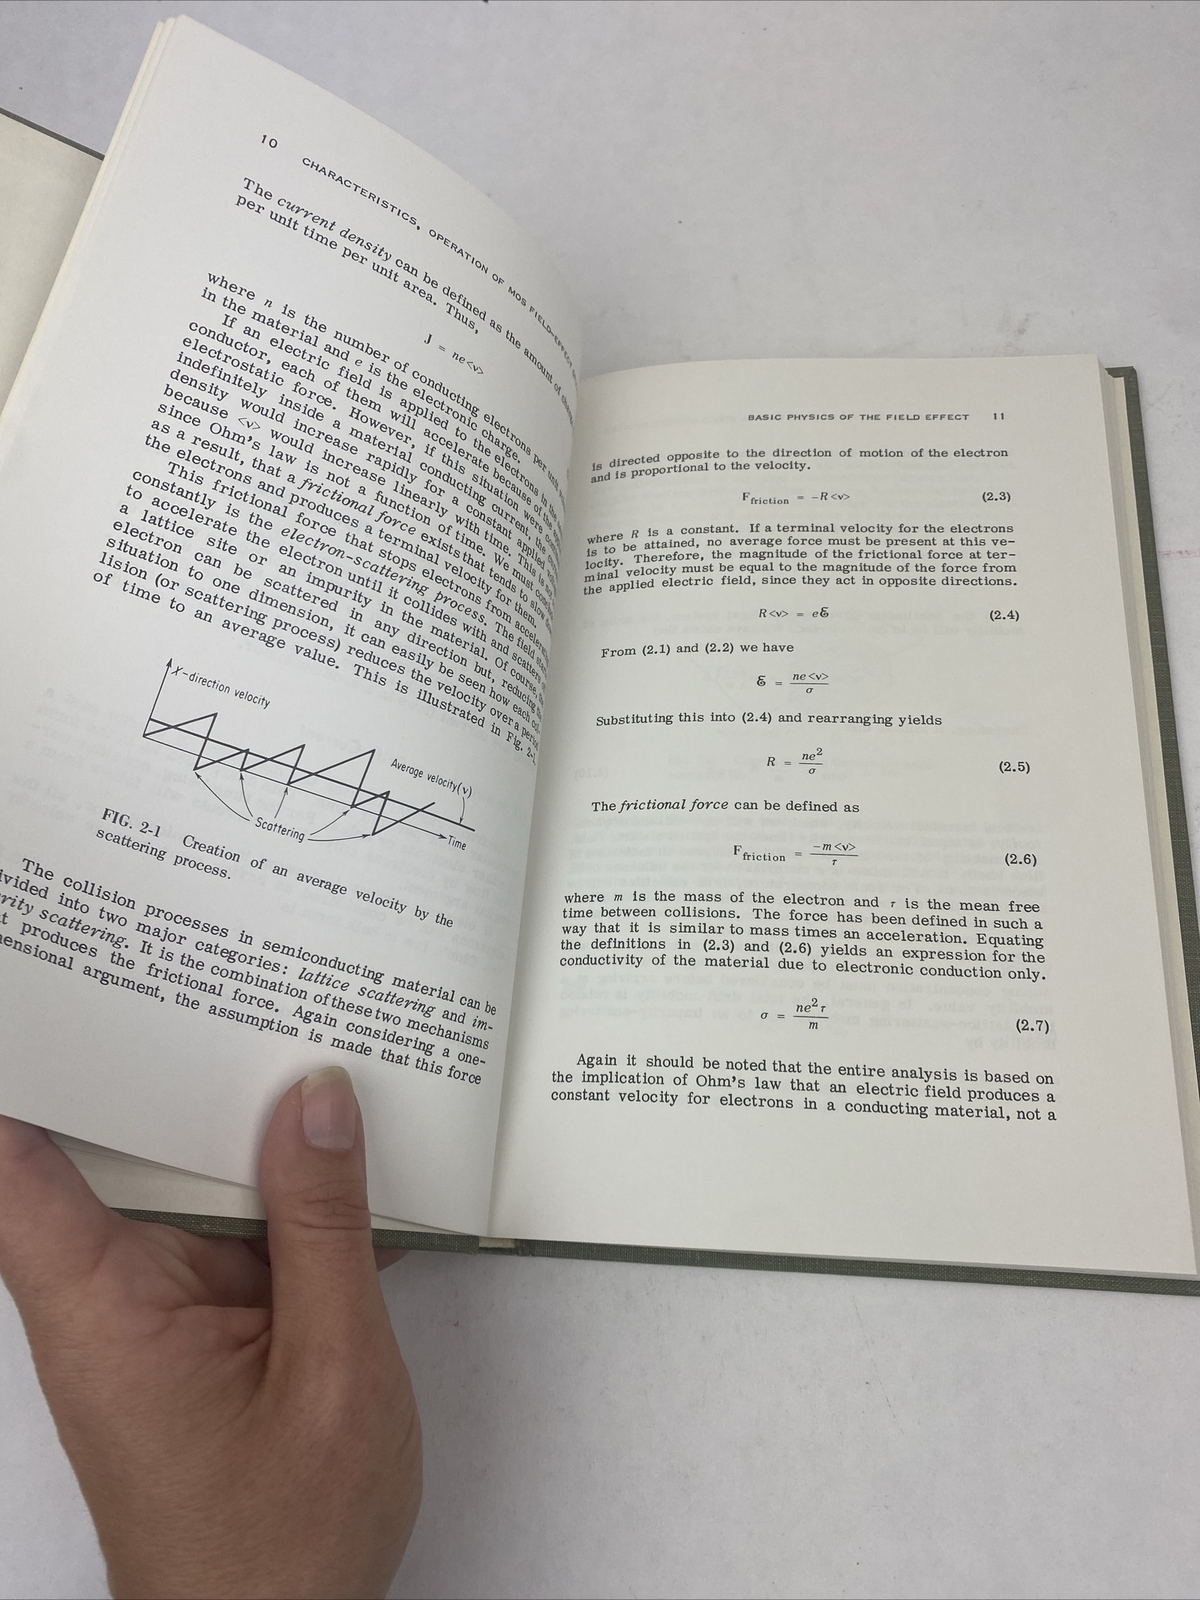 10 CHARACTERISTICS, OPERATION OF MOS FIELD-EFFECT
The current density can be defined as the amount of
per unit time per unit area. Thus,
J = ne<v>
where n is the number of conducting electrons per unit
in the material and e is the electronic charge.
If an electric field is applied to the electrons in the
conductor, each of them will accelerate because of the
electrostatic force. However, if this situation were
indefinitely inside a material conducting current, the
density would increase rapidly for a constant applied
because <v> would increase linearly with time. This is
since Ohm's law is not a function of time. We must
as a result, that a frictional force exists that tends to slow
the electrons and produces a terminal velocity for them.
This frictional force that stops electrons from
constantly is the electron-scattering process. The field
to accelerate the electron until it collides with and scatters
a lattice site or an impurity in the material. Of course,
electron can be scattered in any direction but, reducing the
situation to one dimension, it can easily be seen how each
lision (or scattering process) reduces the velocity over a period
of time to an average value. This is illustrated in Fig. 2-1.
X-direction velocity
Average velocity(v)
Scattering
Time
FIG. 2-1 Creation of an average velocity by the
scattering process.
The collision processes in semiconducting material can be
ivided into two major categories: lattice scattering and im-
rity scattering. It is the combination of these two mechanisms
t produces the frictional force. Again considering a one-
mensional argument, the assumption is made that this force
BASIC PHYSICS OF THE FIELD EFFECT 11
is directed opposite to the direction of motion of the electron
and is proportional to the velocity.
F friction = -R<v> (2.3)
where R is a constant. If a terminal velocity for the electrons
is to be attained, no average force must be present at this ve-
locity. Therefore, the magnitude of the frictional force at ter-
minal velocity must be equal to the magnitude of the force from
the applied electric field, since they act in opposite directions.
R<v> = eℰ (2.4)
From (2.1) and (2.2) we have
ℰ = ne<v>/σ
Substituting this into (2.4) and rearranging yields
R = ne²/σ (2.5)
The frictional force can be defined as
F friction = -m<v>/τ (2.6)
where m is the mass of the electron and τ is the mean free
time between collisions. The force has been defined in such a
way that it is similar to mass times an acceleration. Equating
the definitions in (2.3) and (2.6) yields an expression for the
conductivity of the material due to electronic conduction only.
σ = ne²τ/m (2.7)
Again it should be noted that the entire analysis is based on
the implication of Ohm's law that an electric field produces a
constant velocity for electrons in a conducting material, not a